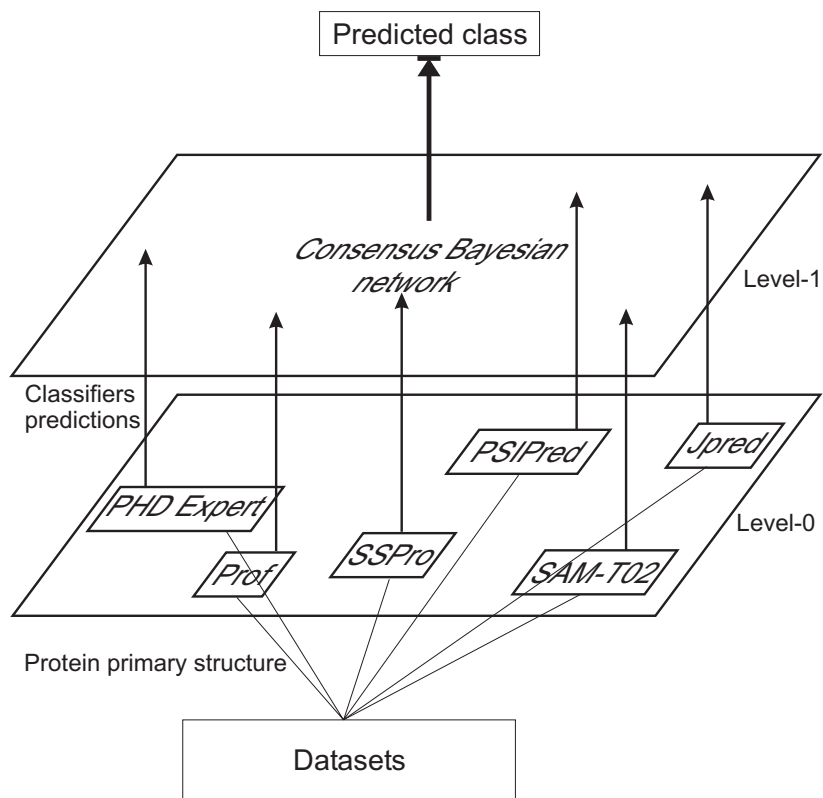 Predicted class
Consensus Bayesian
network
Level-1
Classifiers
predictions
PSIPred
Jpred
PHD Expert
Level-0
SSPro
Prof
SAM-T02
Protein primary structure
Datasets